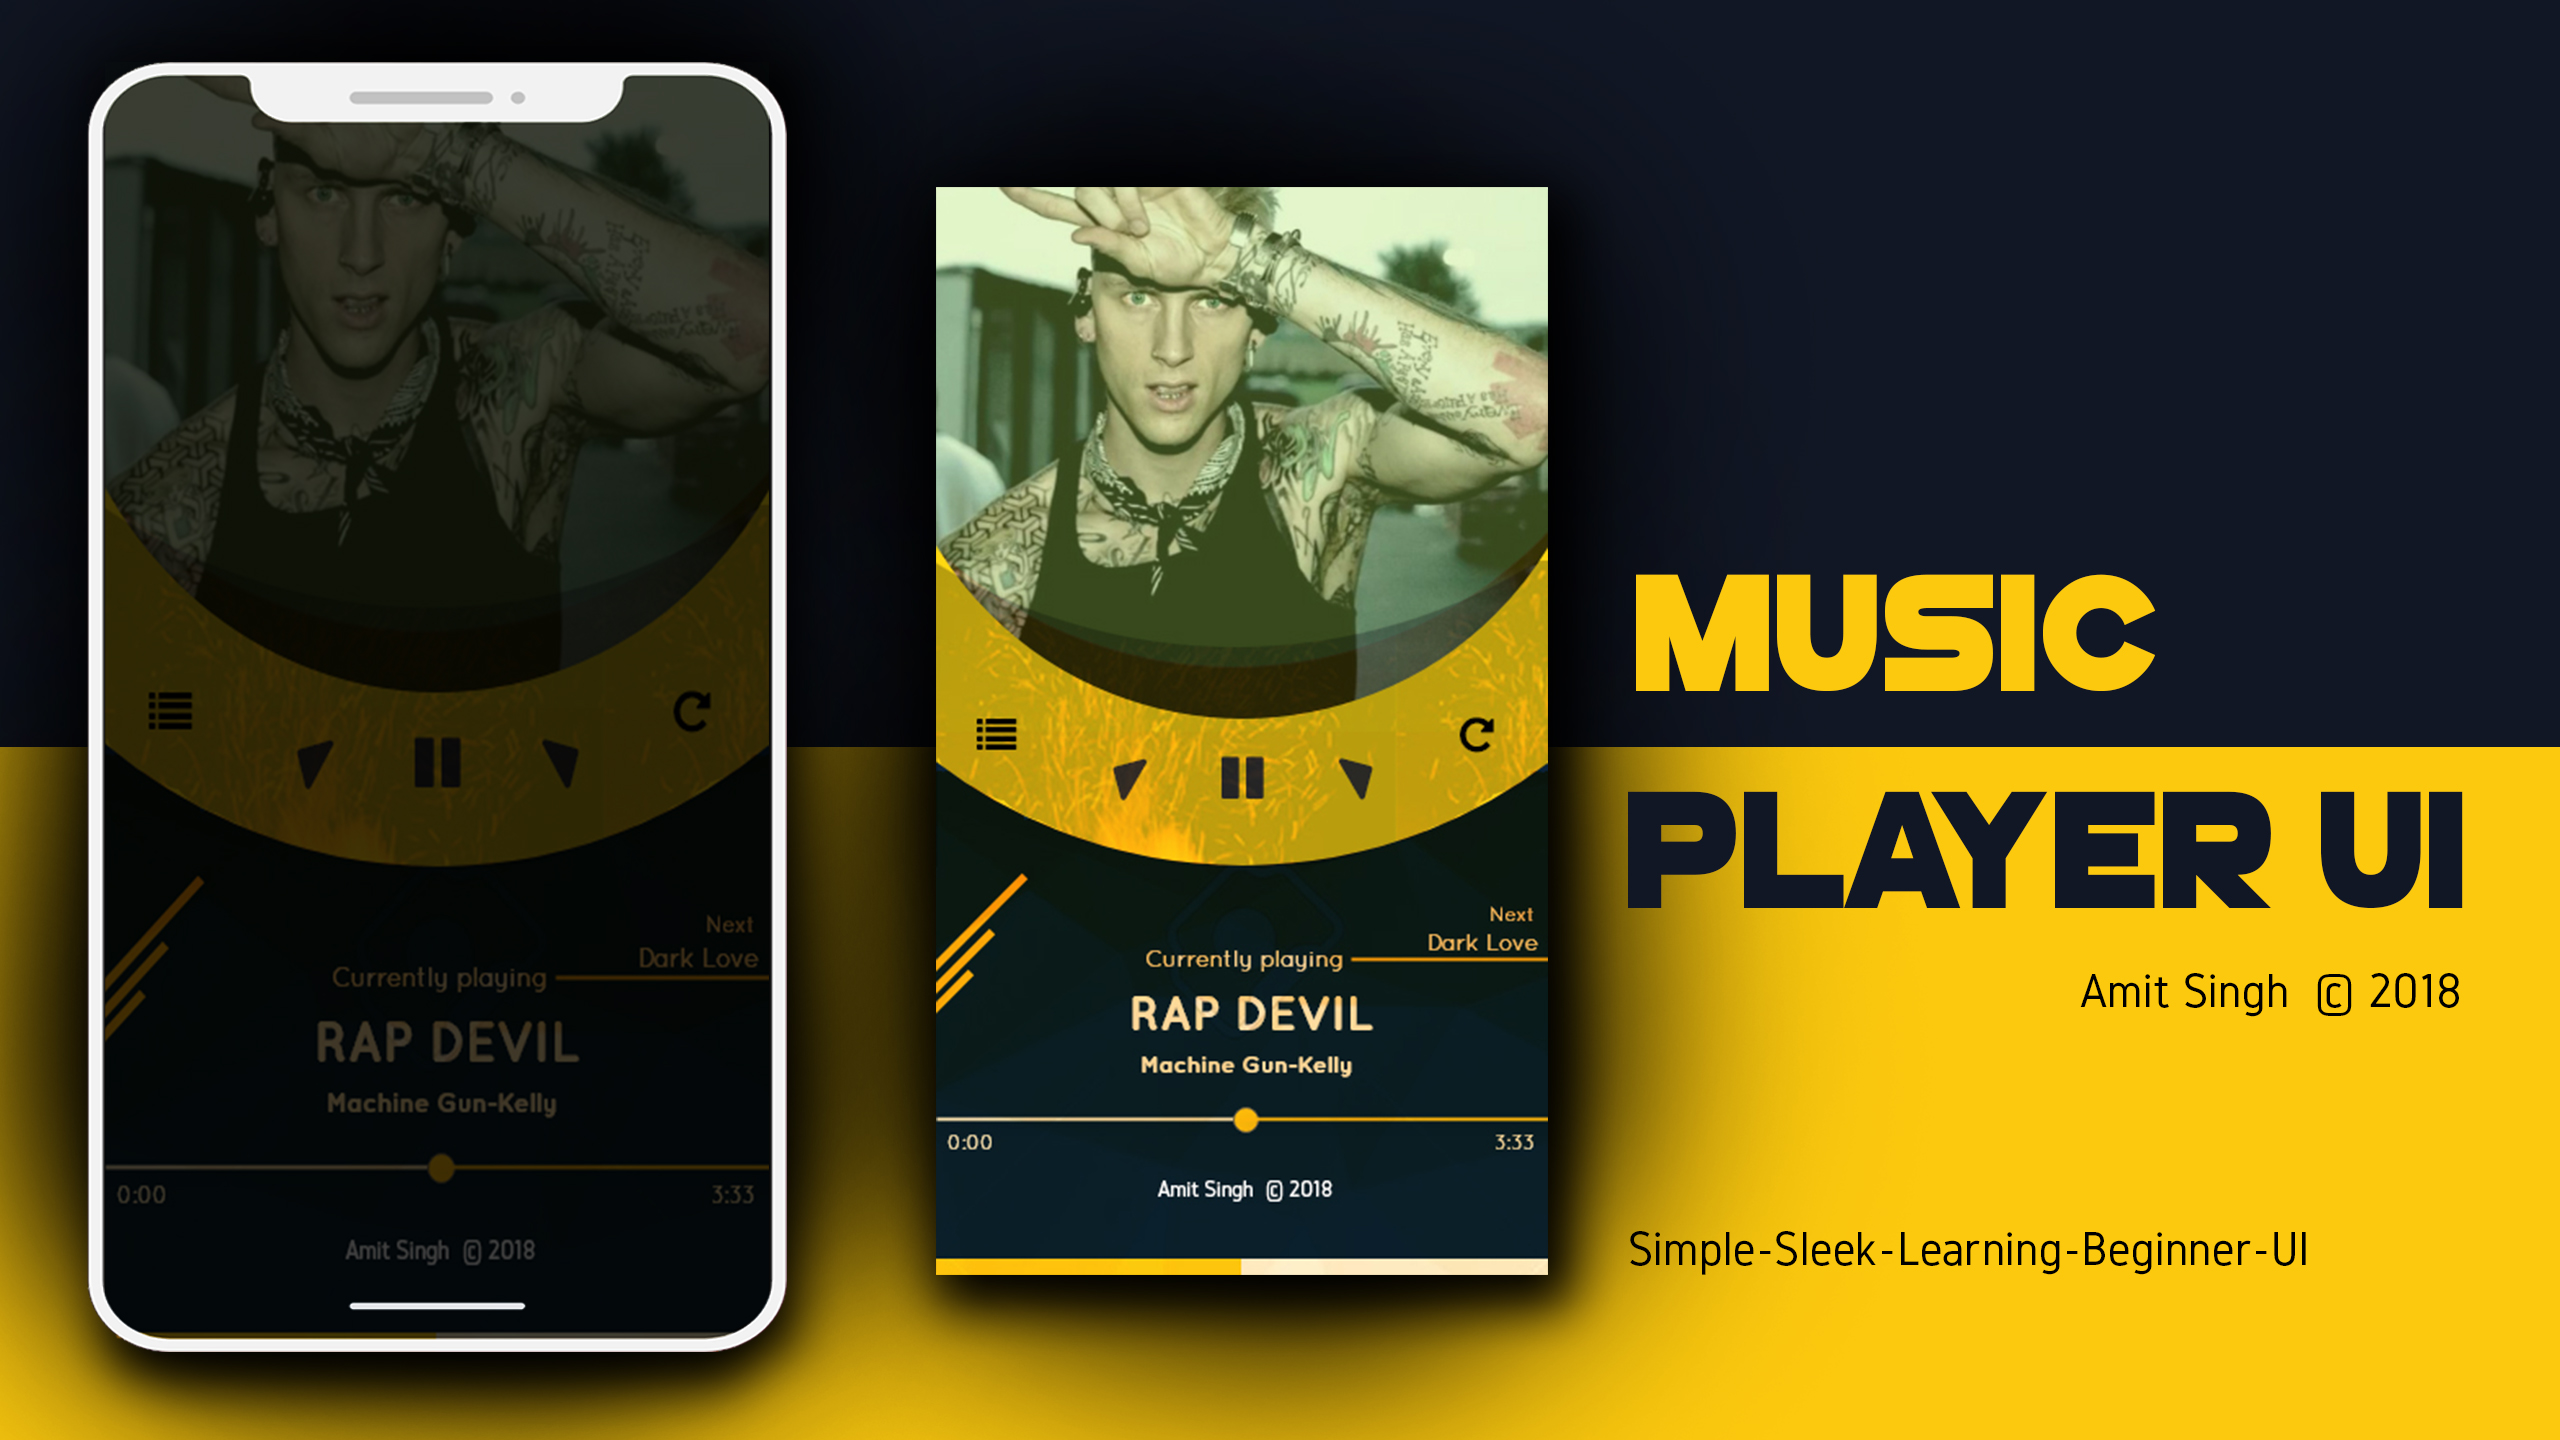 Next
Dark Love
Currently playing
RAP DEVIL
Machine Gun-Kelly
0:00 3:33
Amit Singh © 2018
Next
Dark Love
Currently playing
RAP DEVIL
Machine Gun-Kelly
0:00 3:33
Amit Singh © 2018
MUSIC
PLAYER UI
Amit Singh © 2018
Simple-Sleek-Learning-Beginner-UI